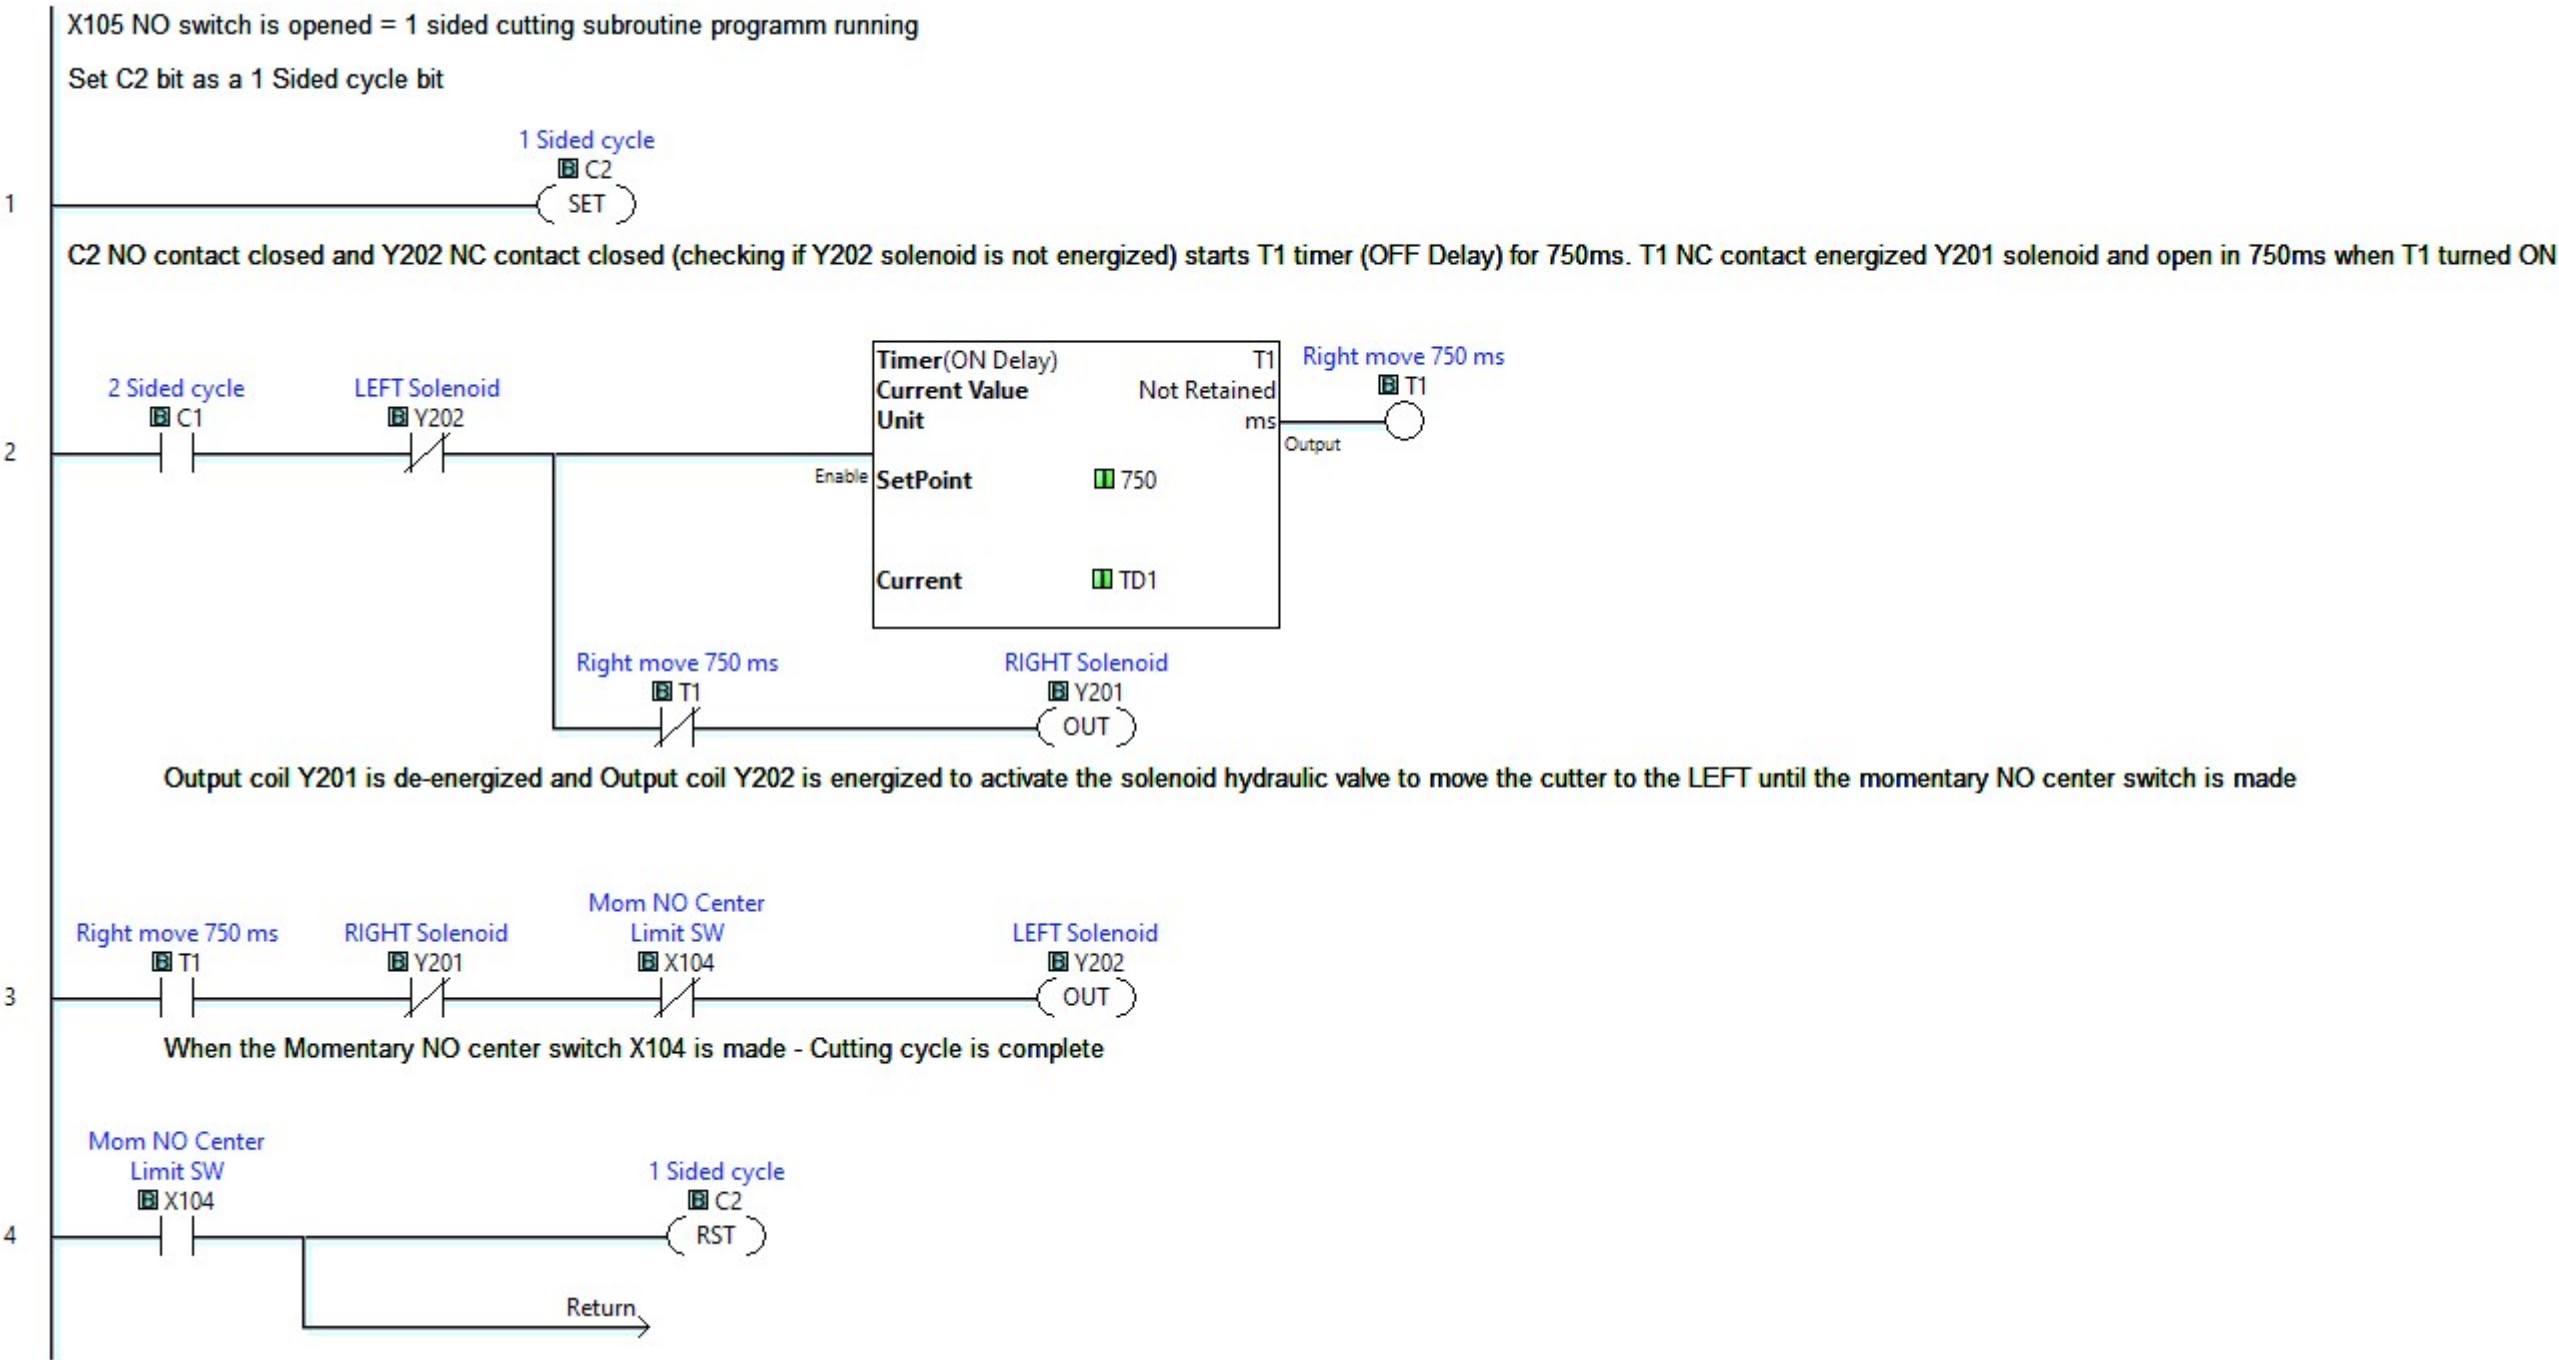 X105 NO switch is opened = 1 sided cutting subroutine programm running
Set C2 bit as a 1 Sided cycle bit
1 Sided cycle
B C2
1
SET
C2 NO contact closed and Y202 NC contact closed (checking if Y202 solenoid is not energized) starts T1 timer (OFF Delay) for 750ms. T1 NC contact energized Y201 solenoid and open in 750ms when T1 turned ON
2
2 Sided cycle
B C1
LEFT Solenoid
B Y202
Enable
Timer(ON Delay) T1
Current Value Not Retained
Unit ms
SetPoint I 750
Current I TD1
Output
Right move 750 ms
B T1
Right move 750 ms
B T1
RIGHT Solenoid
B Y201
OUT
Output coil Y201 is de-energized and Output coil Y202 is energized to activate the solenoid hydraulic valve to move the cutter to the LEFT until the momentary NO center switch is made
3
Right move 750 ms
B T1
RIGHT Solenoid
B Y201
Mom NO Center
Limit SW
B X104
LEFT Solenoid
B Y202
OUT
When the Momentary NO center switch X104 is made - Cutting cycle is complete
4
Mom NO Center
Limit SW
B X104
1 Sided cycle
B C2
RST
Return